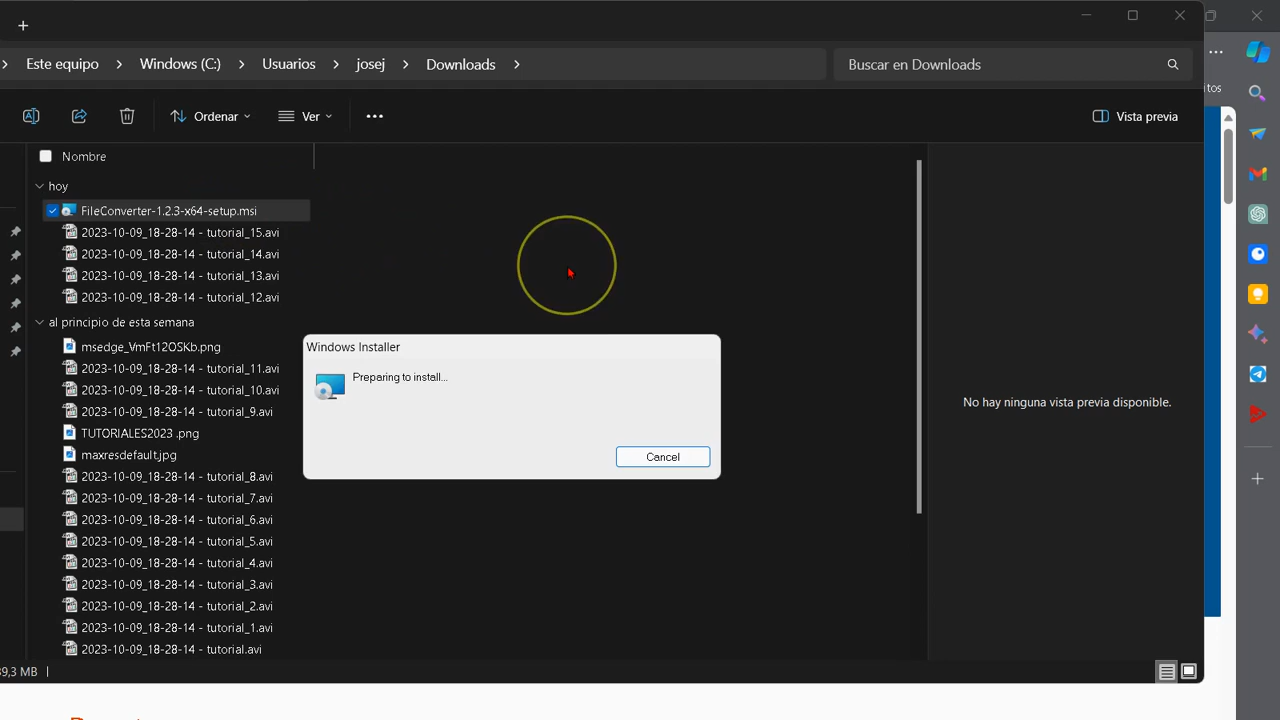 Este equipo > Windows (C:) > Usuarios > josej > Downloads >
Buscar en Downloads
Ordenar
Ver
Vista previa
Nombre
hoy
FileConverter-1.2.3-x64-setup.msi
2023-10-09_18-28-14 - tutorial_15.avi
2023-10-09_18-28-14 - tutorial_14.avi
2023-10-09_18-28-14 - tutorial_13.avi
2023-10-09_18-28-14 - tutorial_12.avi
al principio de esta semana
msedge_VmFt12OSKb.png
2023-10-09_18-28-14 - tutorial_11.avi
2023-10-09_18-28-14 - tutorial_10.avi
2023-10-09_18-28-14 - tutorial_9.avi
TUTORIALES2023 .png
maxresdefault.jpg
2023-10-09_18-28-14 - tutorial_8.avi
2023-10-09_18-28-14 - tutorial_7.avi
2023-10-09_18-28-14 - tutorial_6.avi
2023-10-09_18-28-14 - tutorial_5.avi
2023-10-09_18-28-14 - tutorial_4.avi
2023-10-09_18-28-14 - tutorial_3.avi
2023-10-09_18-28-14 - tutorial_2.avi
2023-10-09_18-28-14 - tutorial_1.avi
2023-10-09_18-28-14 - tutorial.avi
Windows Installer
Preparing to install...
Cancel
No hay ninguna vista previa disponible.
39,3 MB
itos